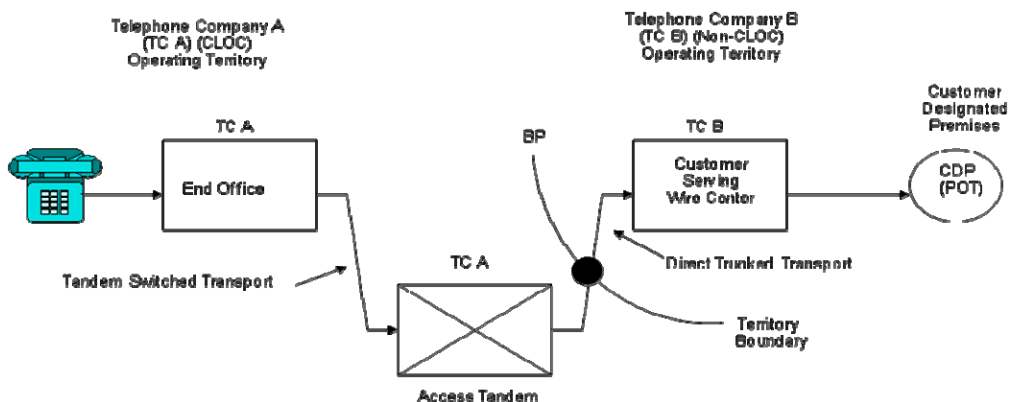 Telephone Company A
(TC A) (CLOC)
Operating Territory
Telephone Company B
(TC B) (Non-CLOC)
Operating Territory
Customer
Designated
Premises
TC A
BP
TC B
End Office
Customer
Serving
Wire Center
CDP
(POT)
TC A
Tandem Switched Transport
Direct Trunked Transport
Territory
Boundary
Access Tandem